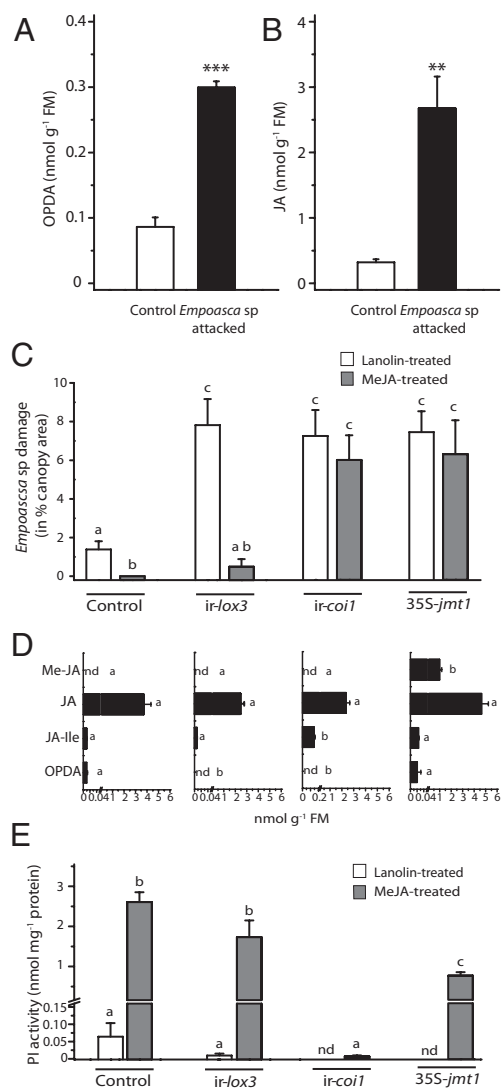 A
B
OPDA (nmol g⁻¹ FM)
0.4
0.3
0.2
0.1
0
***
Control Empoasca sp
attacked
JA (nmol g⁻¹ FM)
4
3
2
1
0
**
Control Empoasca sp
attacked
C
Lanolin-treated
MeJA-treated
Empoascsa sp damage
(in % canopy area)
10
8
6
4
2
0
a b c a b c c c c
Control ir-lox3 ir-coi1 35S-jmt1
D
Me-JA nd a nd a nd a b
JA a a a a
JA-Ile a a b a
OPDA a nd b nd b a
0 0.04 1 2 3 4 5 6 0 0.04 1 2 3 4 5 6 0 0.2 1 2 3 4 5 6 0 0.04 1 2 3 4 5 6
nmol g⁻¹ FM
E
Lanolin-treated
MeJA-treated
PI activity (nmol mg⁻¹ protein)
3
2
1
0.15
0.10
0.05
0
a b a b nd a nd c
Control ir-lox3 ir-coi1 35S-jmt1